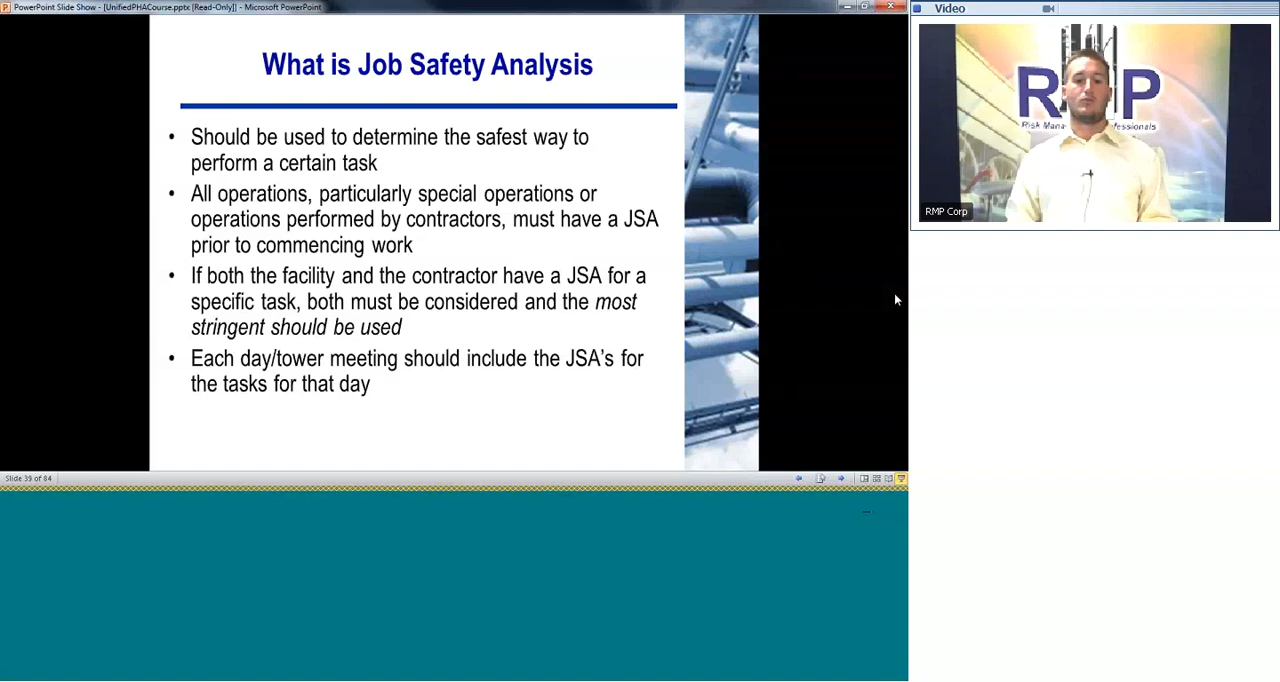 PowerPoint Slide Show - [UnifiedPHACourse.pptx [Read-Only]] - Microsoft PowerPoint
Video
What is Job Safety Analysis
• Should be used to determine the safest way to
perform a certain task
• All operations, particularly special operations or
operations performed by contractors, must have a JSA
prior to commencing work
• If both the facility and the contractor have a JSA for a
specific task, both must be considered and the most
stringent should be used
• Each day/tower meeting should include the JSA's for
the tasks for that day
Slide 39 of 84
R P
Risk Mana
RMP Corp